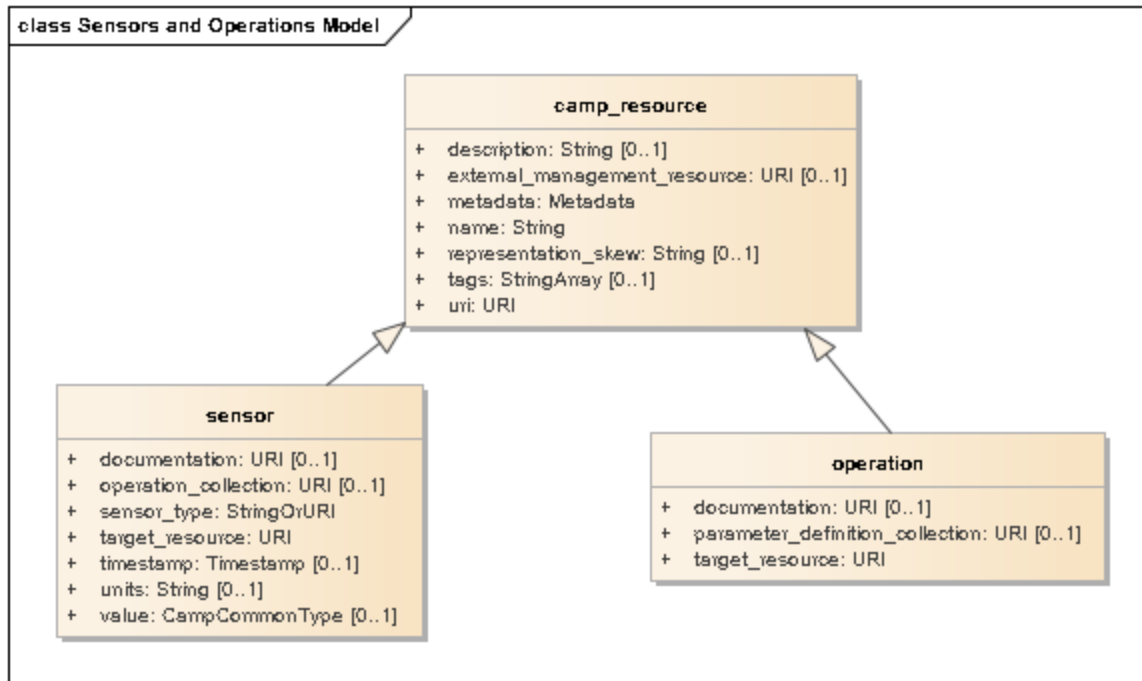 class Sensors and Operations Model
camp_resource
+ description: String [0..1]
+ external_management_resource: URI [0..1]
+ metadata: Metadata
+ name: String
+ representation_skew: String [0..1]
+ tags: StringArray [0..1]
+ uri: URI
sensor
+ documentation: URI [0..1]
+ operation_collection: URI [0..1]
+ sensor_type: StringOrURI
+ target_resource: URI
+ timestamp: Timestamp [0..1]
+ units: String [0..1]
+ value: CampCommonType [0..1]
operation
+ documentation: URI [0..1]
+ parameter_definition_collection: URI [0..1]
+ target_resource: URI